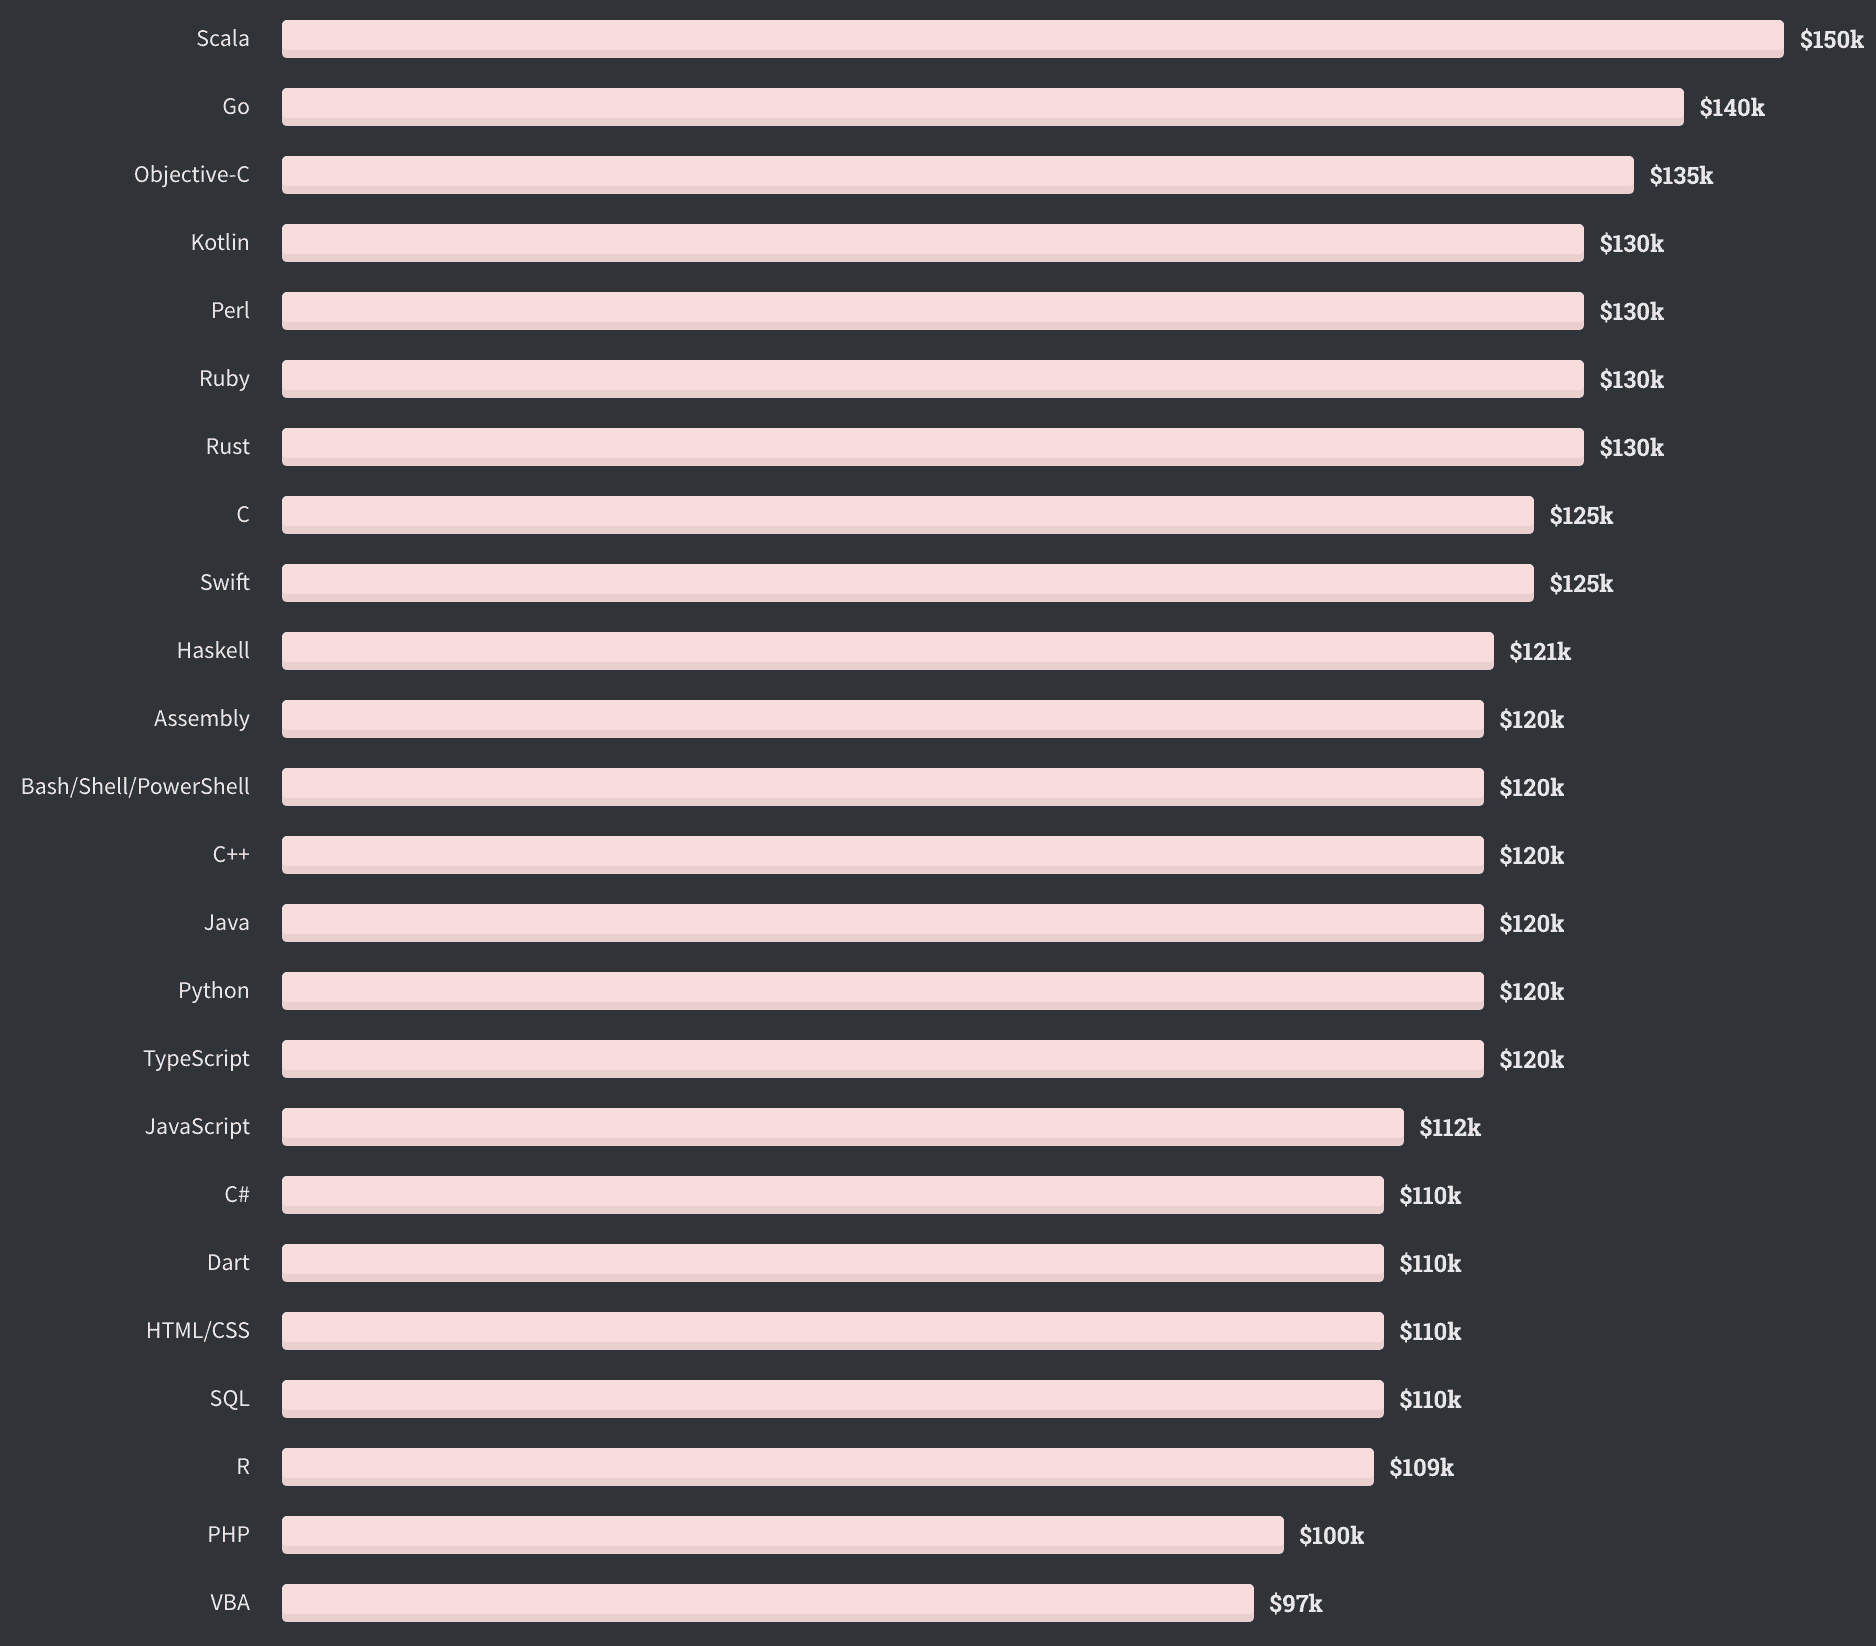 Scala $150k
Go $140k
Objective-C $135k
Kotlin $130k
Perl $130k
Ruby $130k
Rust $130k
C $125k
Swift $125k
Haskell $121k
Assembly $120k
Bash/Shell/PowerShell $120k
C++ $120k
Java $120k
Python $120k
TypeScript $120k
JavaScript $112k
C# $110k
Dart $110k
HTML/CSS $110k
SQL $110k
R $109k
PHP $100k
VBA $97k